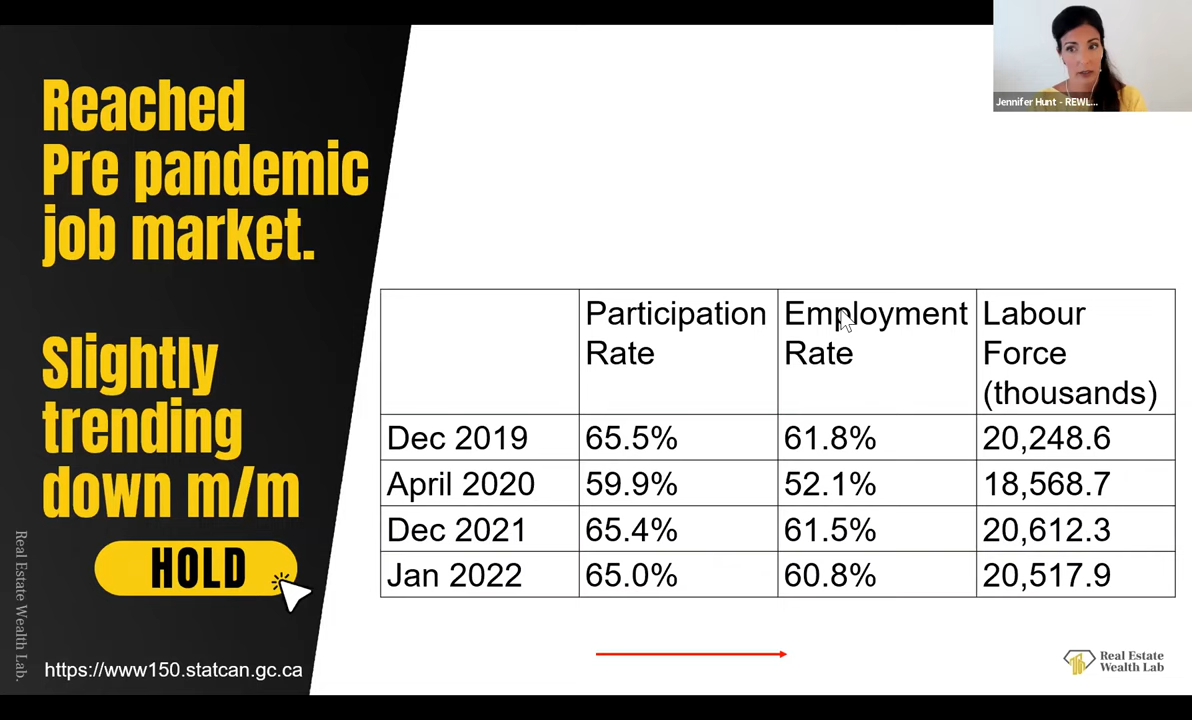 Reached
Pre pandemic
job market.
Slightly
trending
down m/m
HOLD
Real Estate Wealth Lab.
https://www150.statcan.gc.ca
Jennifer Hunt - REWL...
Participation Rate
Employment Rate
Labour Force (thousands)
Dec 2019 65.5% 61.8% 20,248.6
April 2020 59.9% 52.1% 18,568.7
Dec 2021 65.4% 61.5% 20,612.3
Jan 2022 65.0% 60.8% 20,517.9
Real Estate
Wealth Lab